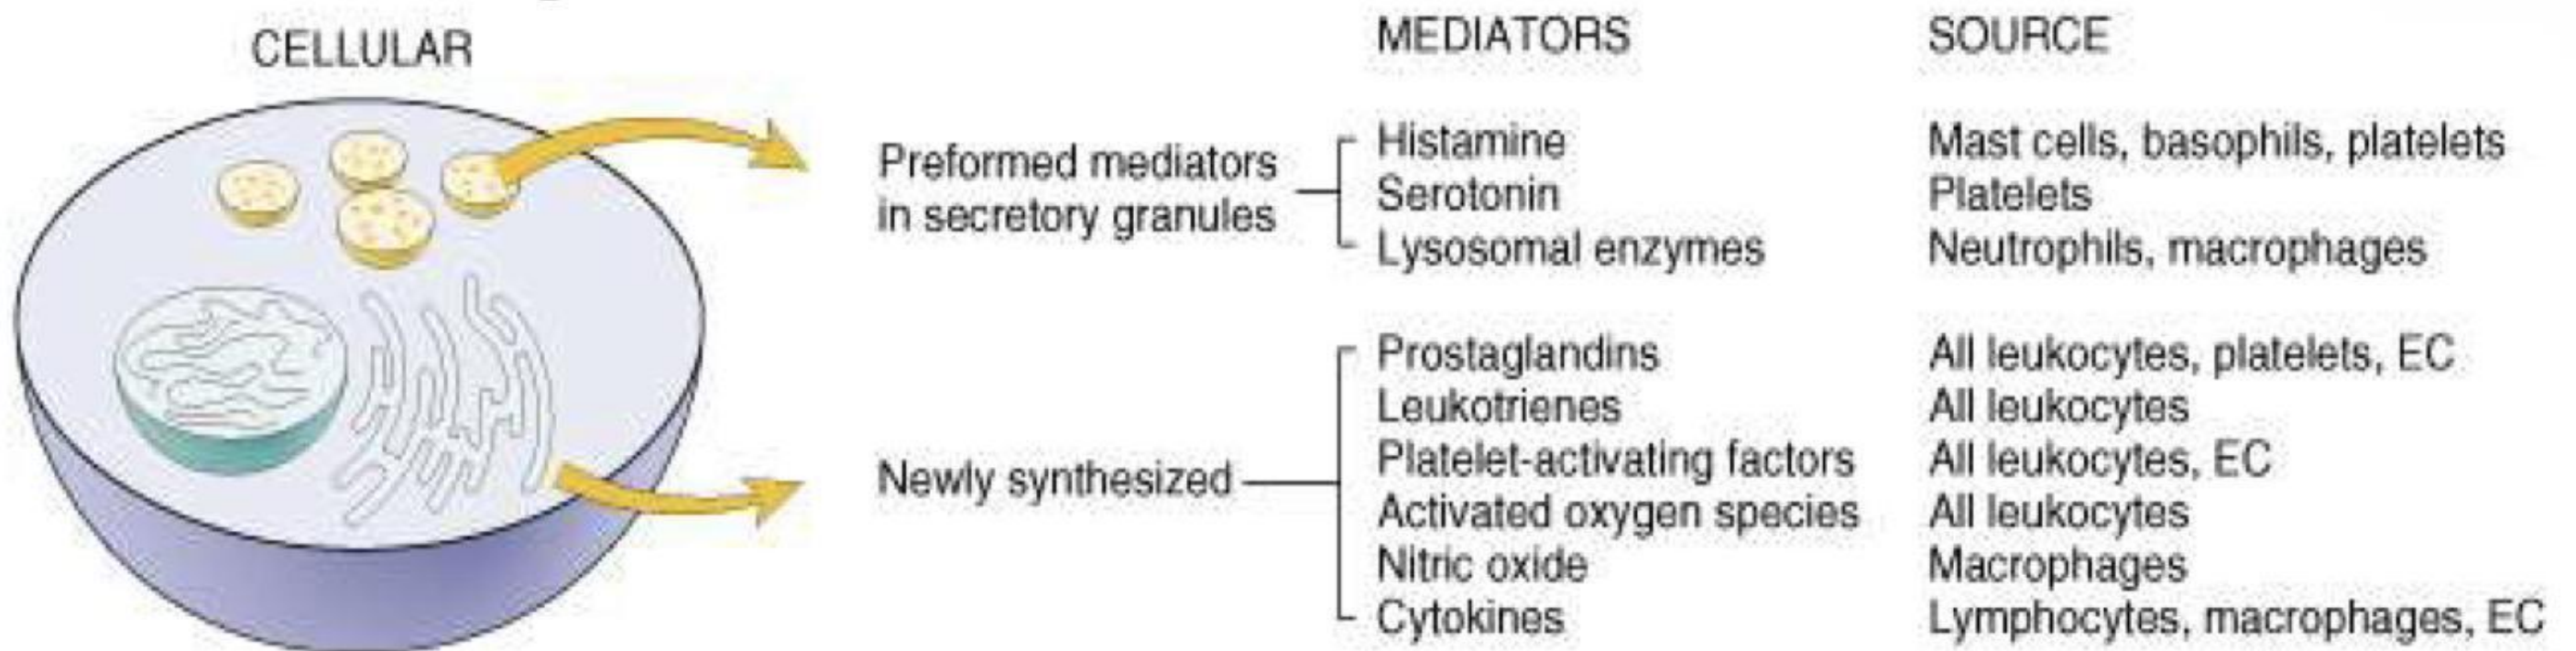 CELLULAR
MEDIATORS
SOURCE
Preformed mediators
in secretory granules
Histamine
Mast cells, basophils, platelets
Serotonin
Platelets
Lysosomal enzymes
Neutrophils, macrophages
Newly synthesized
Prostaglandins
All leukocytes, platelets, EC
Leukotrienes
All leukocytes
Platelet-activating factors
All leukocytes, EC
Activated oxygen species
All leukocytes
Nitric oxide
Macrophages
Cytokines
Lymphocytes, macrophages, EC